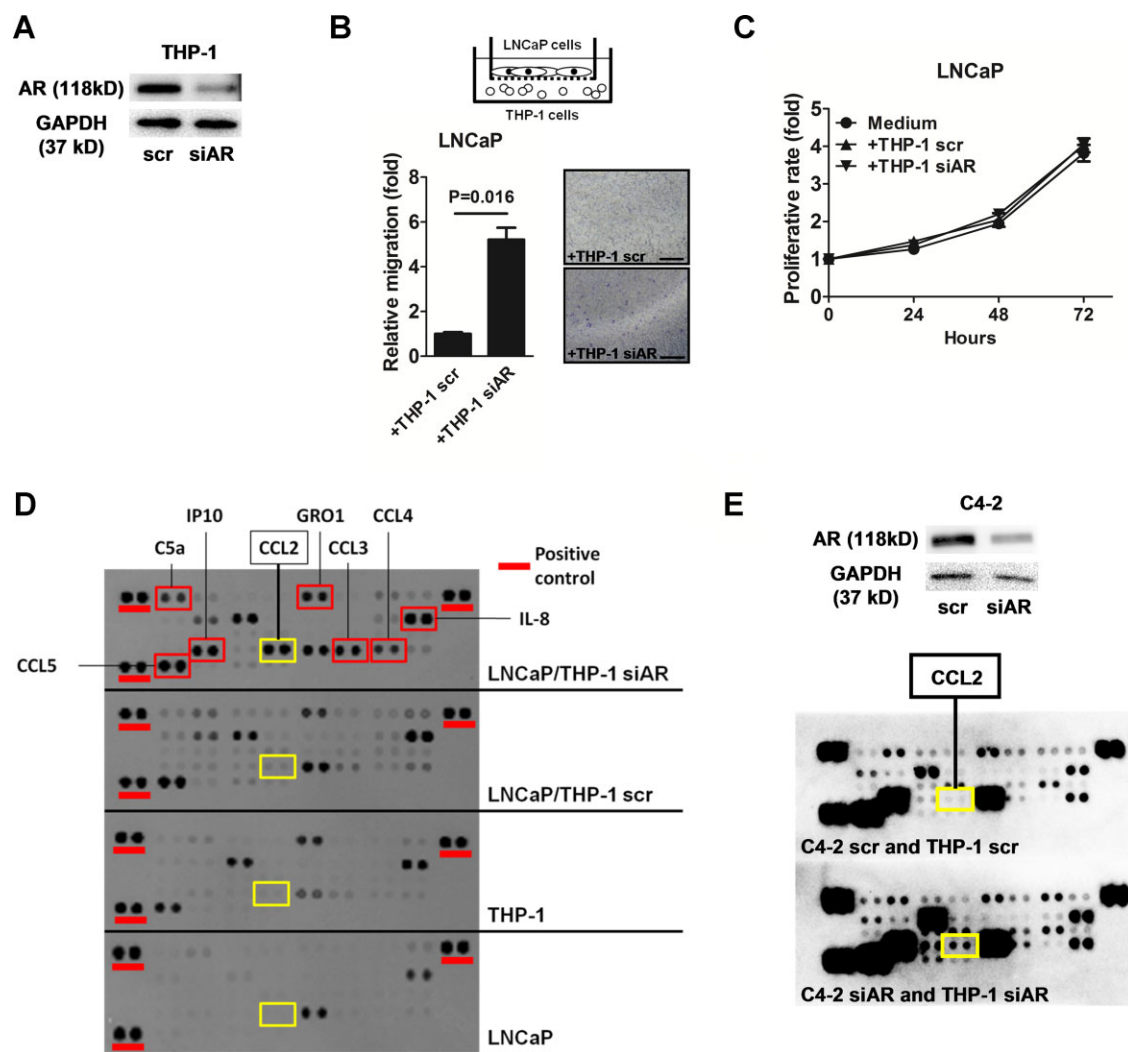 A
THP-1
AR (118kD)
GAPDH
(37 kD)
scr siAR
B
LNCaP cells
THP-1 cells
LNCaP
Relative migration (fold)
P=0.016
8
6
4
2
0
+THP-1 scr
+THP-1 siAR
+THP-1 scr
+THP-1 siAR
C
LNCaP
Proliferative rate (fold)
Medium
+THP-1 scr
+THP-1 siAR
5
4
3
2
1
0
0 24 48 72
Hours
D
IP10 GRO1 CCL4
C5a CCL2 CCL3
Positive
control
IL-8
CCL5
LNCaP/THP-1 siAR
LNCaP/THP-1 scr
THP-1
LNCaP
E
C4-2
AR (118kD)
GAPDH
(37 kD)
scr siAR
CCL2
C4-2 scr and THP-1 scr
C4-2 siAR and THP-1 siAR